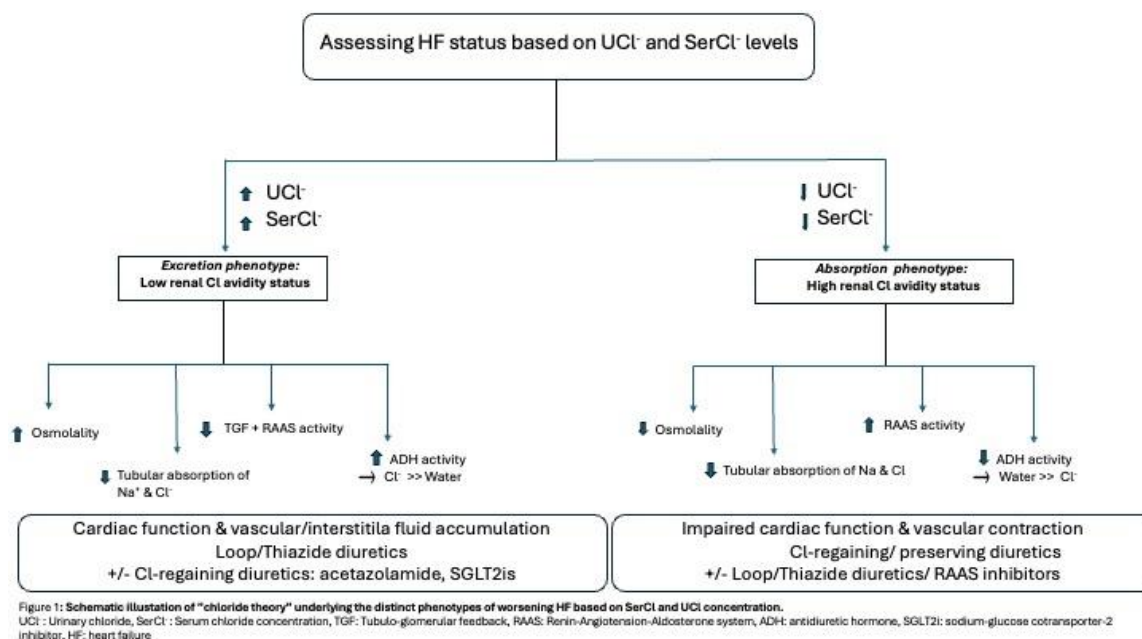 Assessing HF status based on UCl⁻ and SerCl⁻ levels
UCl⁻
SerCl⁻
UCl⁻
SerCl⁻
Excretion phenotype:
Low renal Cl avidity status
Absorption phenotype:
High renal Cl avidity status
Osmolality
TGF + RAAS activity
Tubular absorption of
Na⁺ & Cl⁻
ADH activity
→ Cl⁻ >> Water
Osmolality
RAAS activity
Tubular absorption of Na & Cl
ADH activity
→ Water >> Cl⁻
Cardiac function & vascular/interstitila fluid accumulation
Loop/Thiazide diuretics
+/- Cl-regaining diuretics: acetazolamide, SGLT2is
Impaired cardiac function & vascular contraction
Cl-regaining/ preserving diuretics
+/- Loop/Thiazide diuretics/ RAAS inhibitors
Figure 1: Schematic illustation of "chloride theory" underlying the distinct phenotypes of worsening HF based on SerCl and UCl concentration.
UCl⁻ : Urinary chloride, SerCl⁻ : Serum chloride concentration, TGF: Tubulo-glomerular feedback, RAAS: Renin-Angiotension-Aldosterone system, ADH: antidiuretic hormone, SGLT2i: sodium-glucose cotransporter-2
inhibitor, HF: heart failure